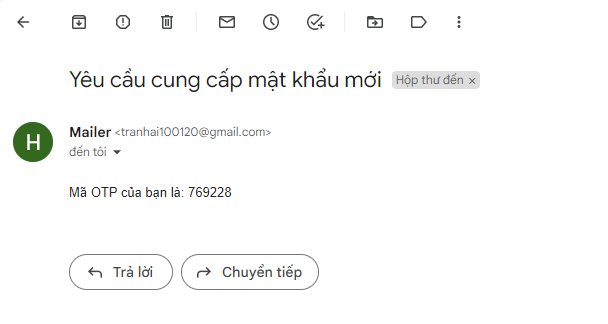 Yêu cầu cung cấp mật khẩu mới Hộp thư đến ×
H
Mailer <tranhai100120@gmail.com>
đến tôi
Mã OTP của bạn là: 769228
Trả lời Chuyển tiếp